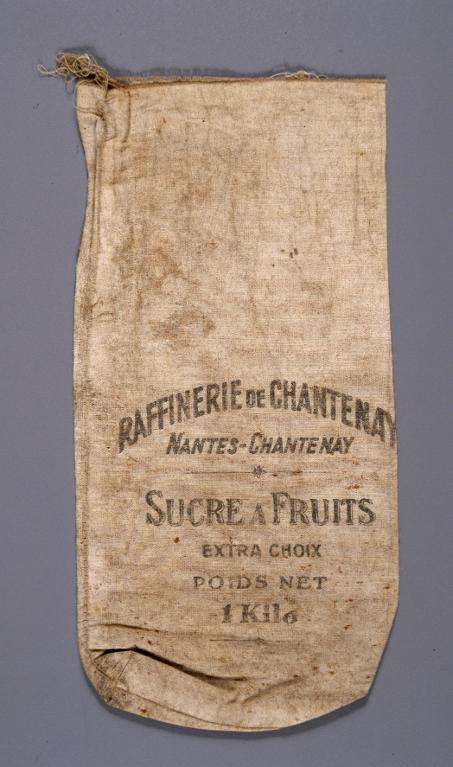 RAFFINERIE DE CHANTENAY
NANTES-CHANTENAY
SUCRE A FRUITS
EXTRA CHOIX
POIDS NET
1 Kilo